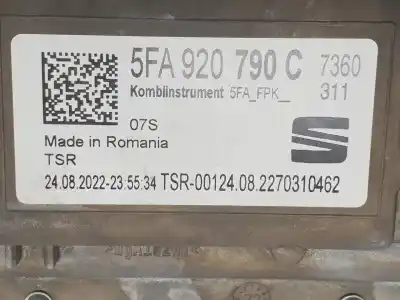 5FA 920 790 C 7360
Kombiinstrument 5FA_FPK__ 311
07S
Made in Romania
TSR
24.08.2022-23:55:34 TSR-00124.08.2270310462